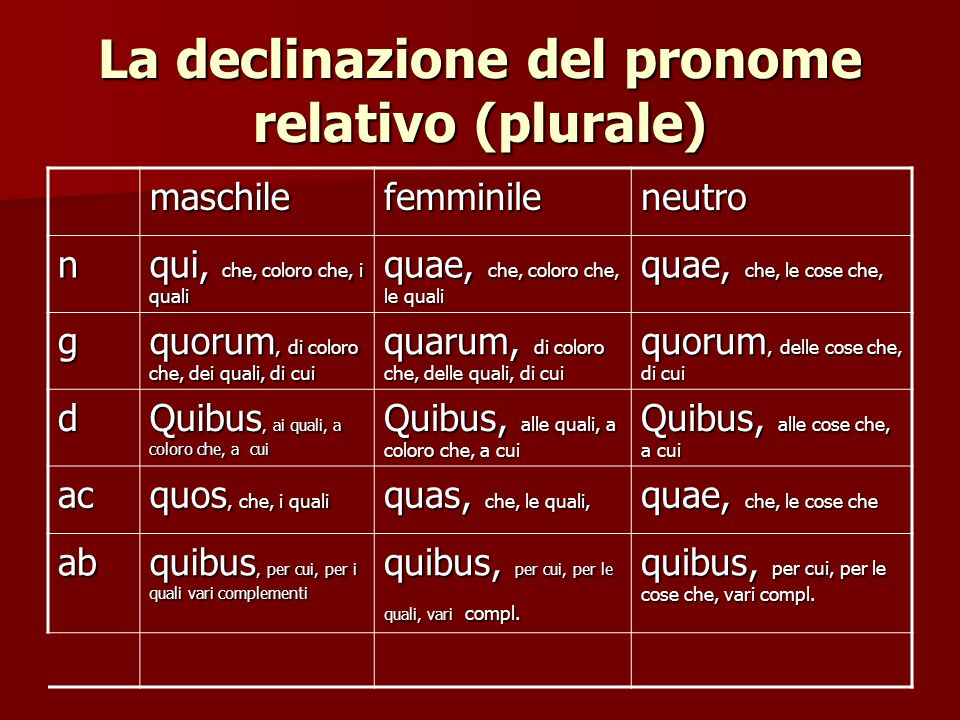 La declinazione del pronome
relativo (plurale)
maschile femminile neutro
n qui, che, coloro che, i quae, che, coloro che, quae, che, le cose che,
quali le quali
g quorum, di coloro quarum, di coloro quorum, delle cose che,
che, dei quali, di cui che, delle quali, di cui di cui
d Quibus, ai quali, a Quibus, alle quali, a Quibus, alle cose che,
coloro che, a cui coloro che, a cui a cui
ac quos, che, i quali quas, che, le quali, quae, che, le cose che
ab quibus, per cui, per i quibus, per cui, per le quibus, per cui, per le
quali vari complementi quali, vari compl. cose che, vari compl.